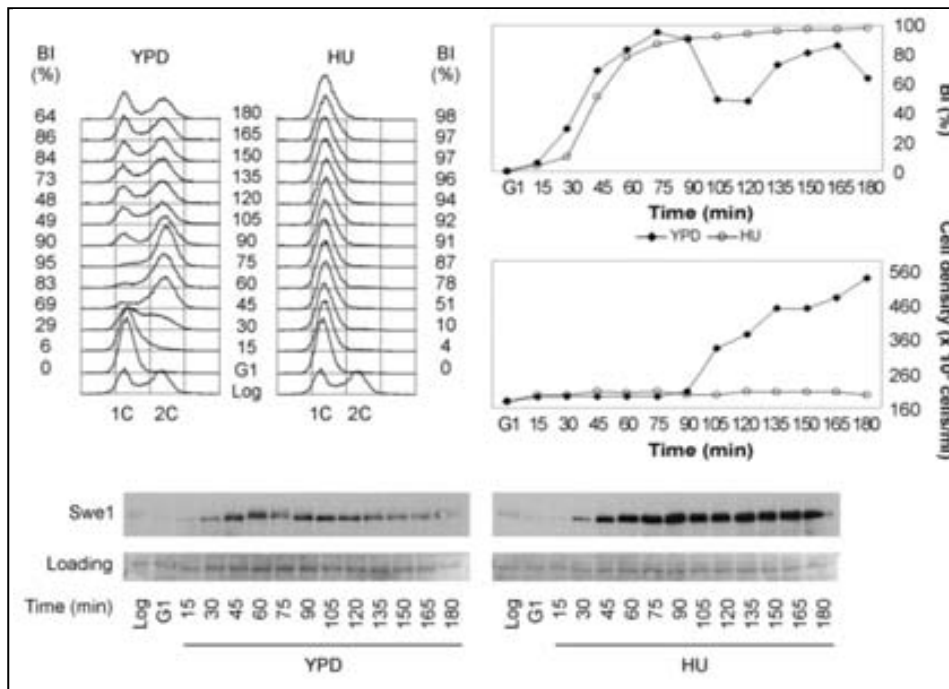 BI
(%)
YPD
HU
BI
(%)
64 180 98
86 165 97
84 150 97
73 135 96
48 120 94
49 105 92
90 90 91
95 75 87
83 60 78
69 45 51
29 30 10
6 15 4
0 G1 0
Log
1C 2C 1C 2C
100
80
60
40
20
0
BI (%)
G1 15 30 45 60 75 90 105 120 135 150 165 180
Time (min)
YPD HU
560
460
360
260
160
Cell density (x cells/ml)
G1 15 30 45 60 75 90 105 120 135 150 165 180
Time (min)
Swe1
Loading
Time (min) Log G1 15 30 45 60 75 90 105 120 135 150 165 180 Log G1 15 30 45 60 75 90 105 120 135 150 165 180
YPD HU